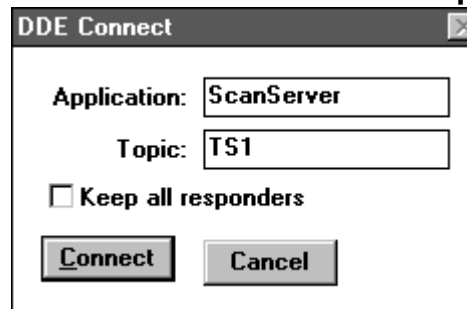 DDE Connect
Application: ScanServer
Topic: TS1
Keep all responders
Connect Cancel